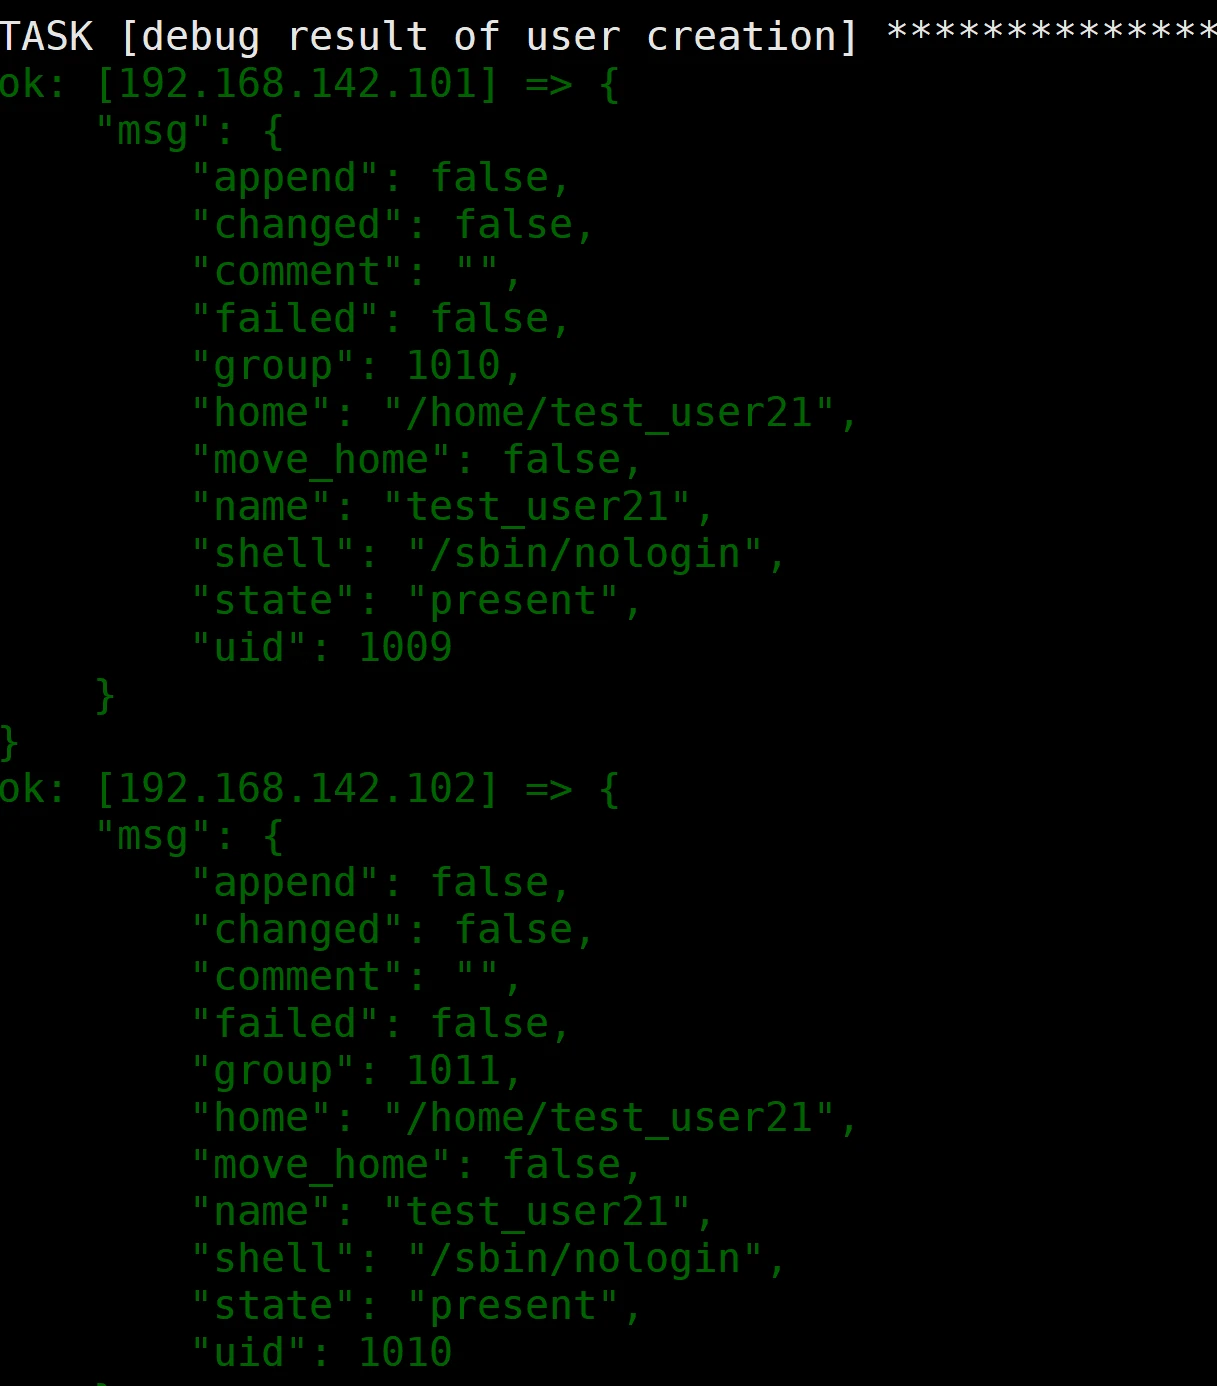 TASK [debug result of user creation] **************
ok: [192.168.142.101] => {
    "msg": {
        "append": false,
        "changed": false,
        "comment": "",
        "failed": false,
        "group": 1010,
        "home": "/home/test_user21",
        "move_home": false,
        "name": "test_user21",
        "shell": "/sbin/nologin",
        "state": "present",
        "uid": 1009
    }
}
ok: [192.168.142.102] => {
    "msg": {
        "append": false,
        "changed": false,
        "comment": "",
        "failed": false,
        "group": 1011,
        "home": "/home/test_user21",
        "move_home": false,
        "name": "test_user21",
        "shell": "/sbin/nologin",
        "state": "present",
        "uid": 1010
    }